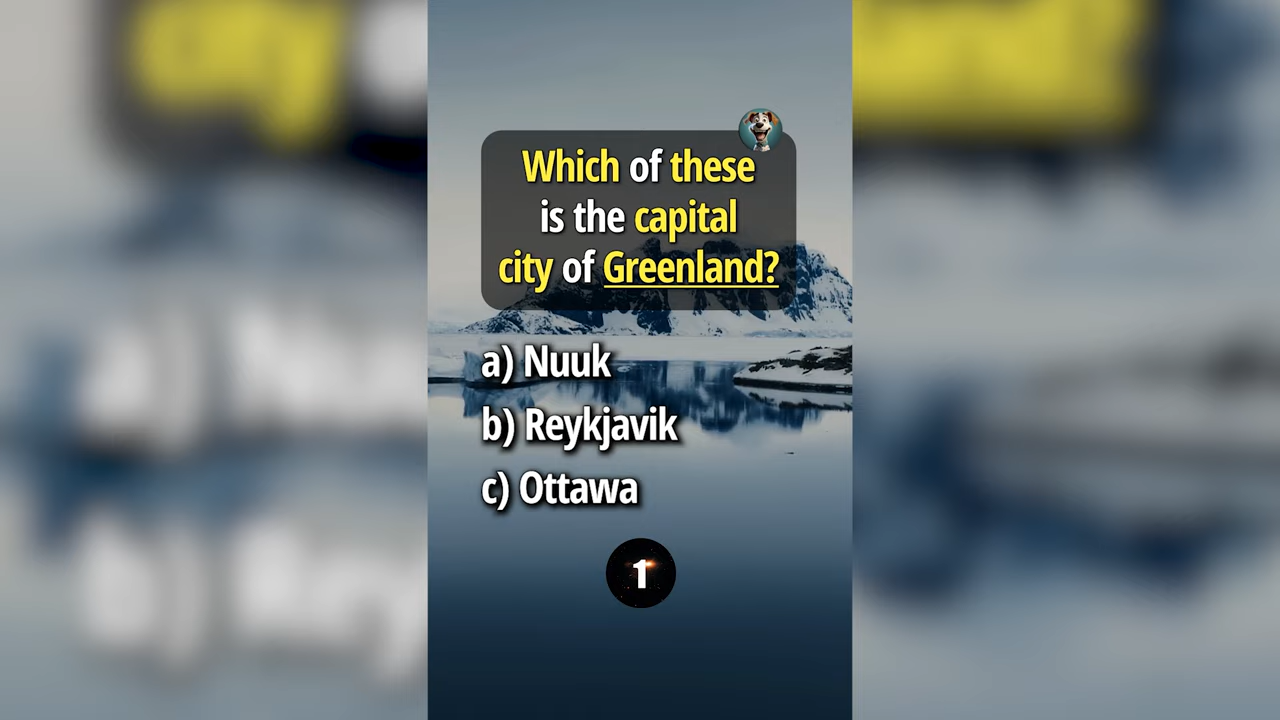 Which of these
is the capital
city of Greenland?
a) Nuuk
b) Reykjavik
c) Ottawa
1